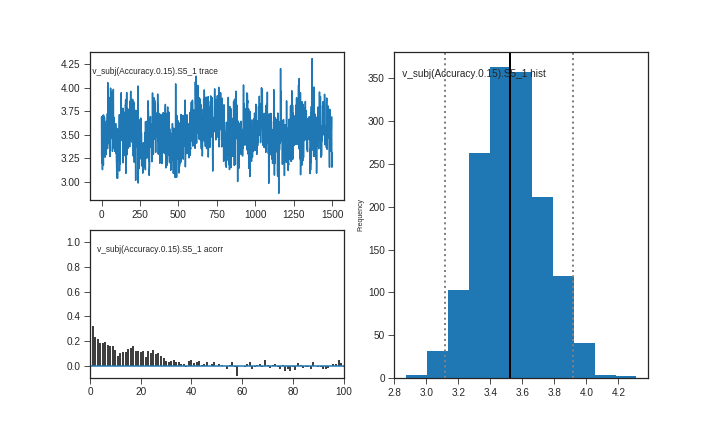 v_subj(Accuracy.0.15).S5_1 trace
4.25
4.00
3.75
3.50
3.25
3.00
0 250 500 750 1000 1250 1500
v_subj(Accuracy.0.15).S5_1 acorr
1.0
0.8
0.6
0.4
0.2
0.0
0 20 40 60 80 100
v_subj(Accuracy.0.15).S5_1 hist
Frequency
350
300
250
200
150
100
50
0
2.8 3.0 3.2 3.4 3.6 3.8 4.0 4.2